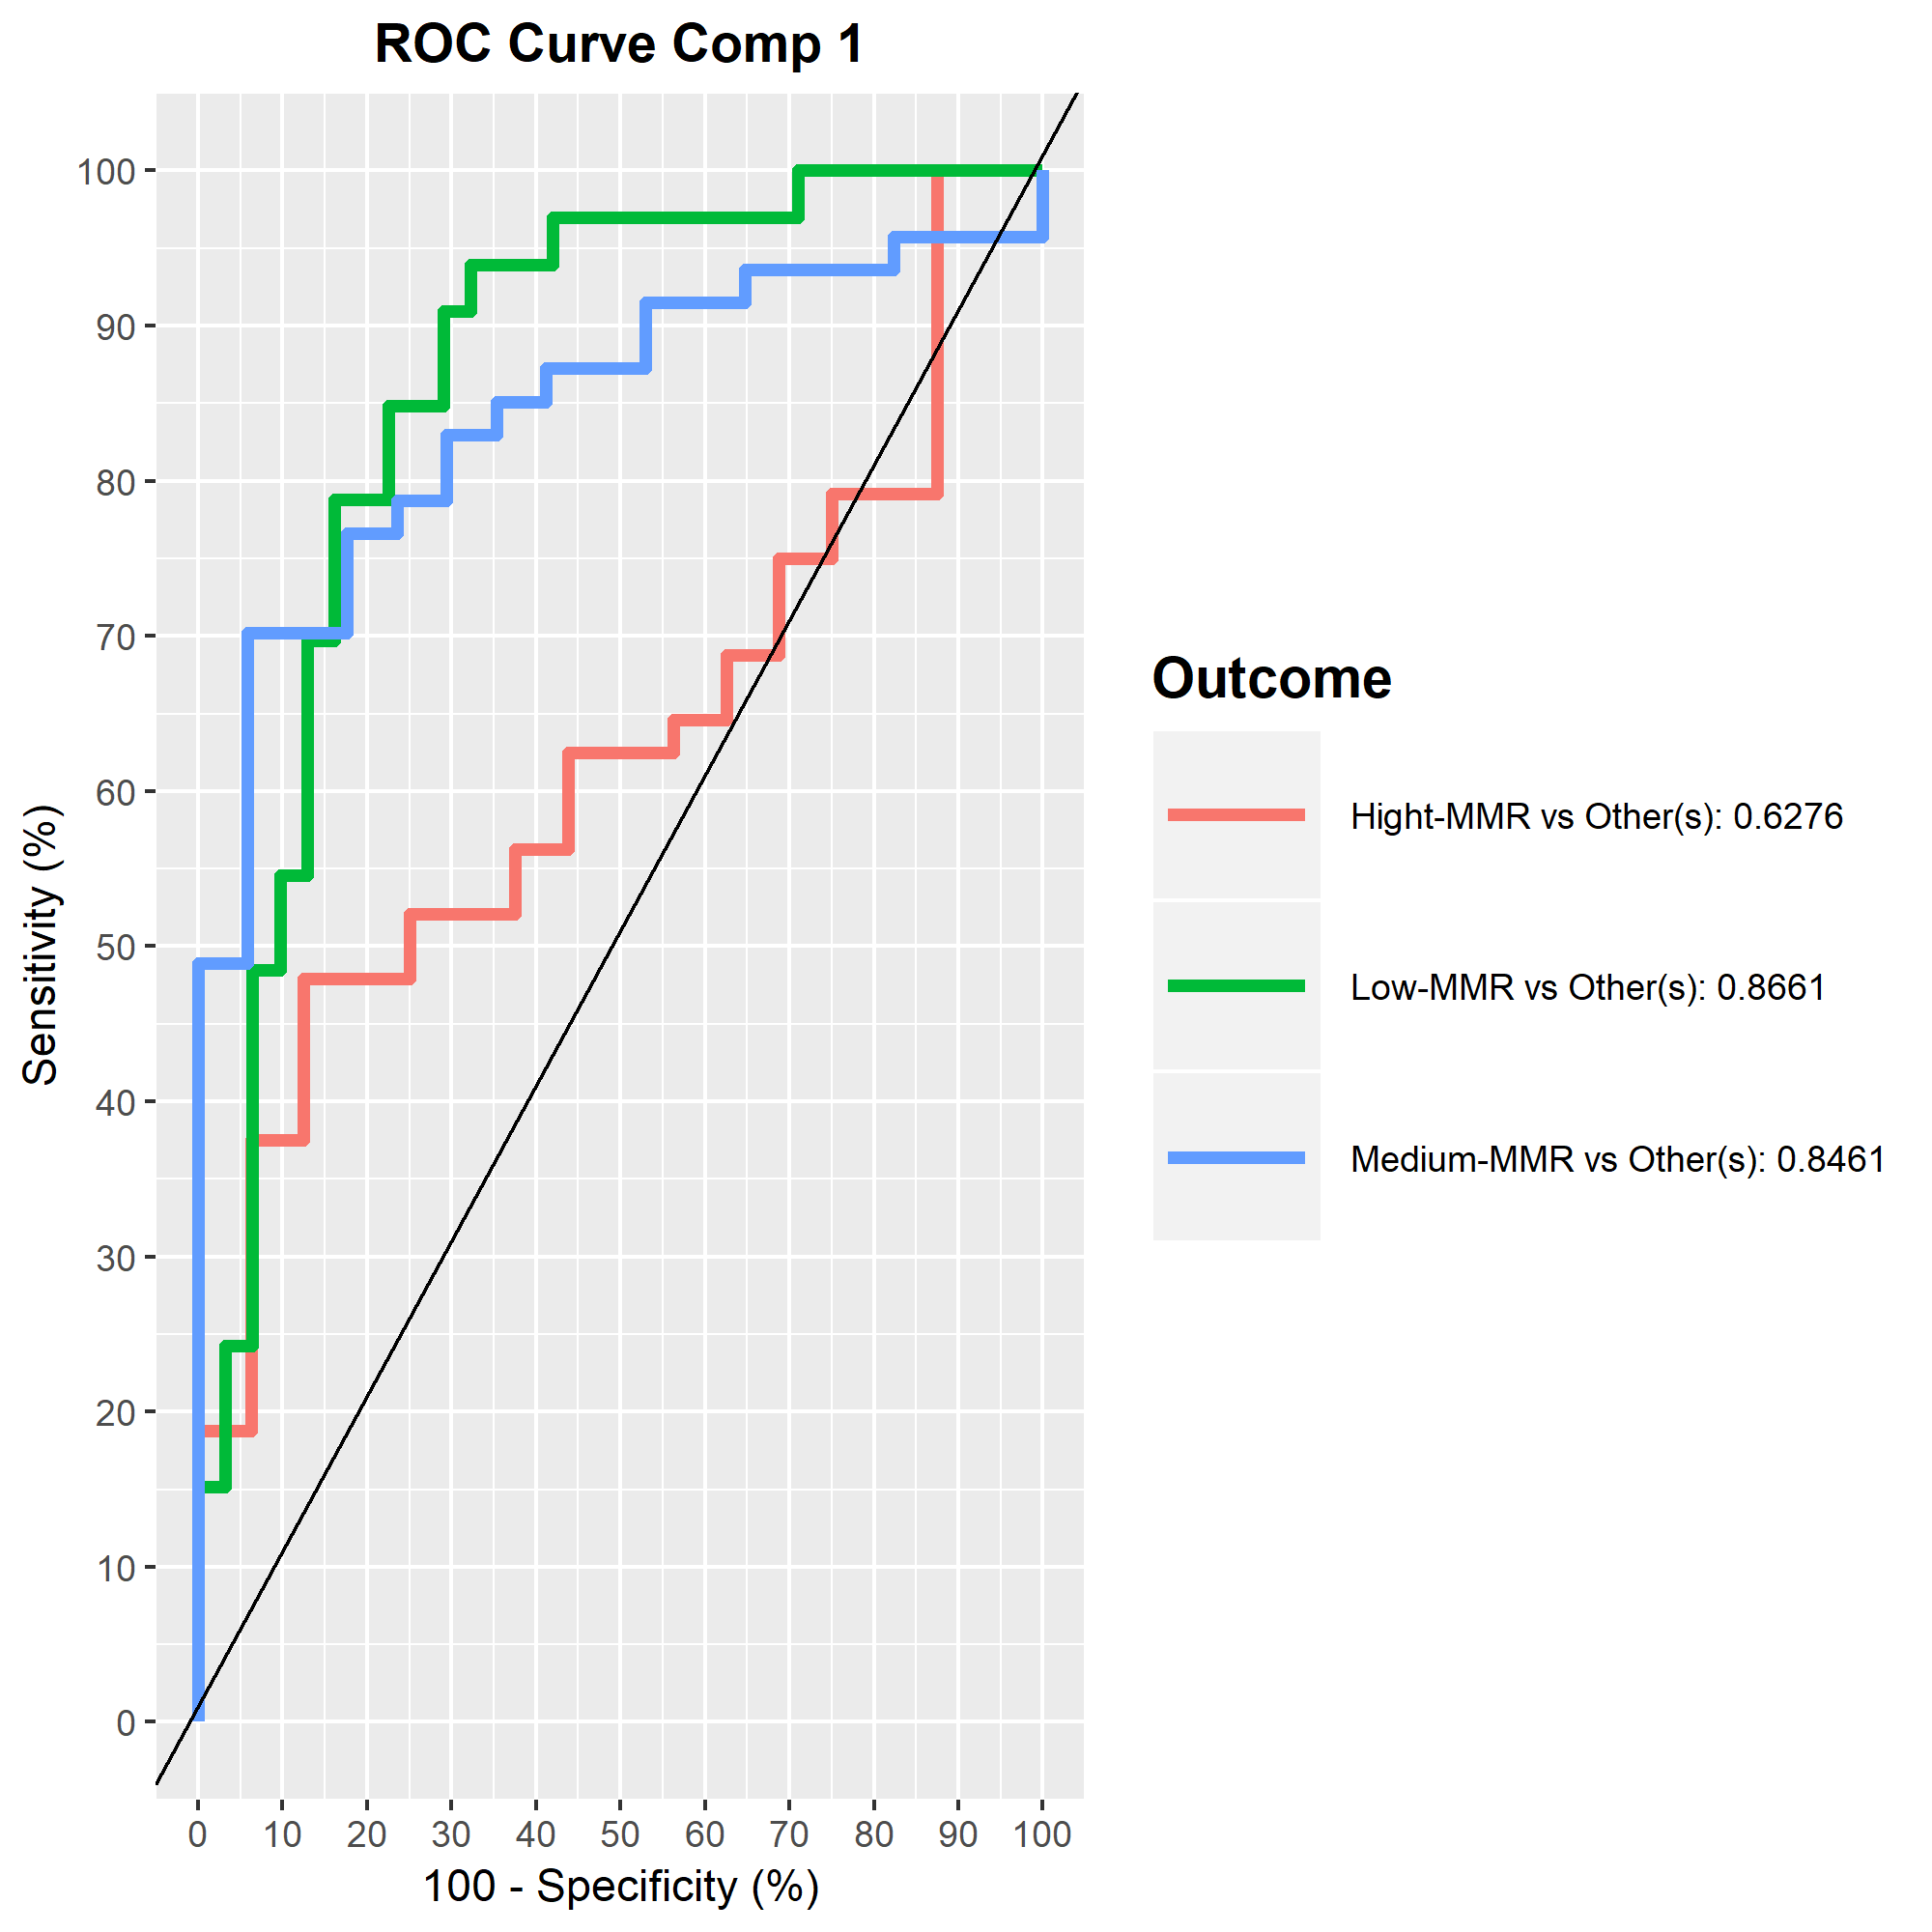 ROC Curve Comp 1
100
90
80
70
60
50
40
30
20
10
0
Sensitivity (%)
0 10 20 30 40 50 60 70 80 90 100
100 - Specificity (%)
Outcome
Hight-MMR vs Other(s): 0.6276
Low-MMR vs Other(s): 0.8661
Medium-MMR vs Other(s): 0.8461